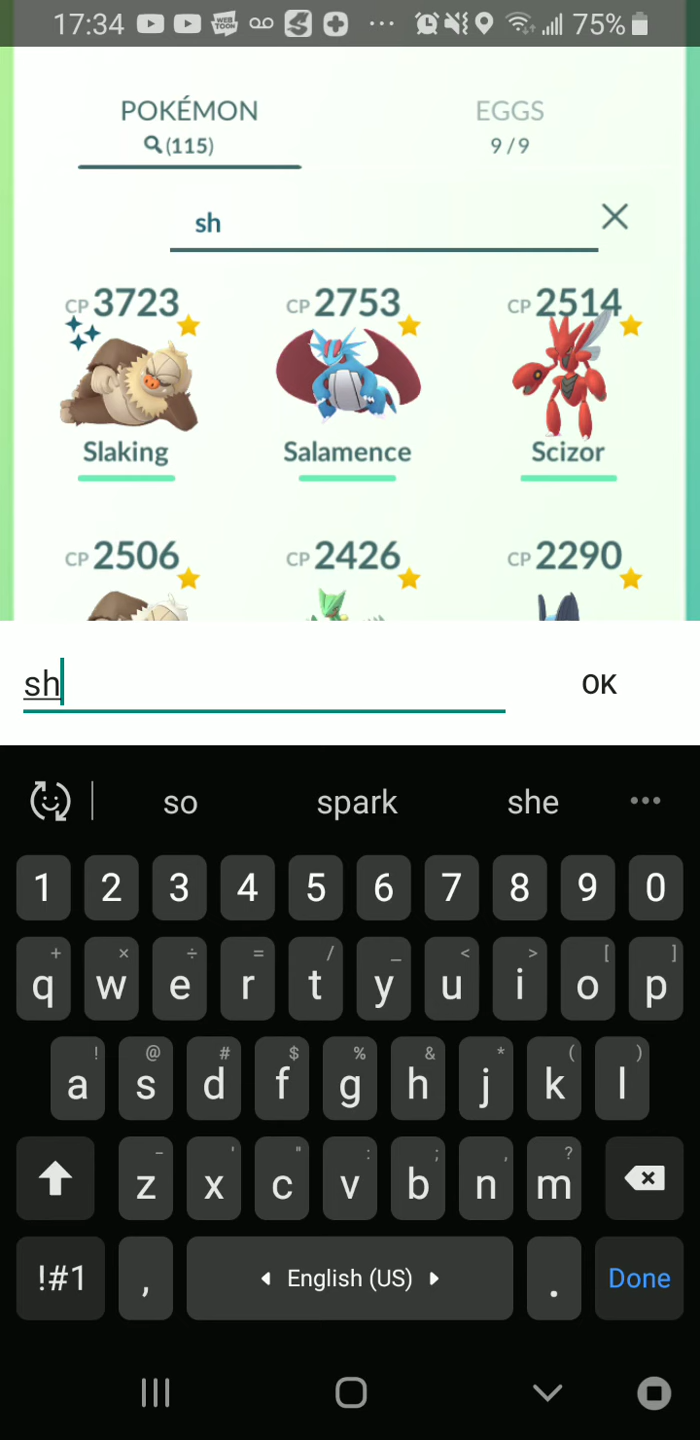 17:34 WEB TOON 75%
POKÉMON EGGS
(115) 9 / 9
sh
CP 3723 CP 2753 CP 2514
Slaking Salamence Scizor
CP 2506 CP 2426 CP 2290
sh OK
so spark she
1 2 3 4 5 6 7 8 9 0
+ × ÷ = / _ < > [ ]
q w e r t y u i o p
! @ # $ % & * ( )
a s d f g h j k l
- ' " : ; , ?
z x c v b n m
!#1 , English (US) . Done